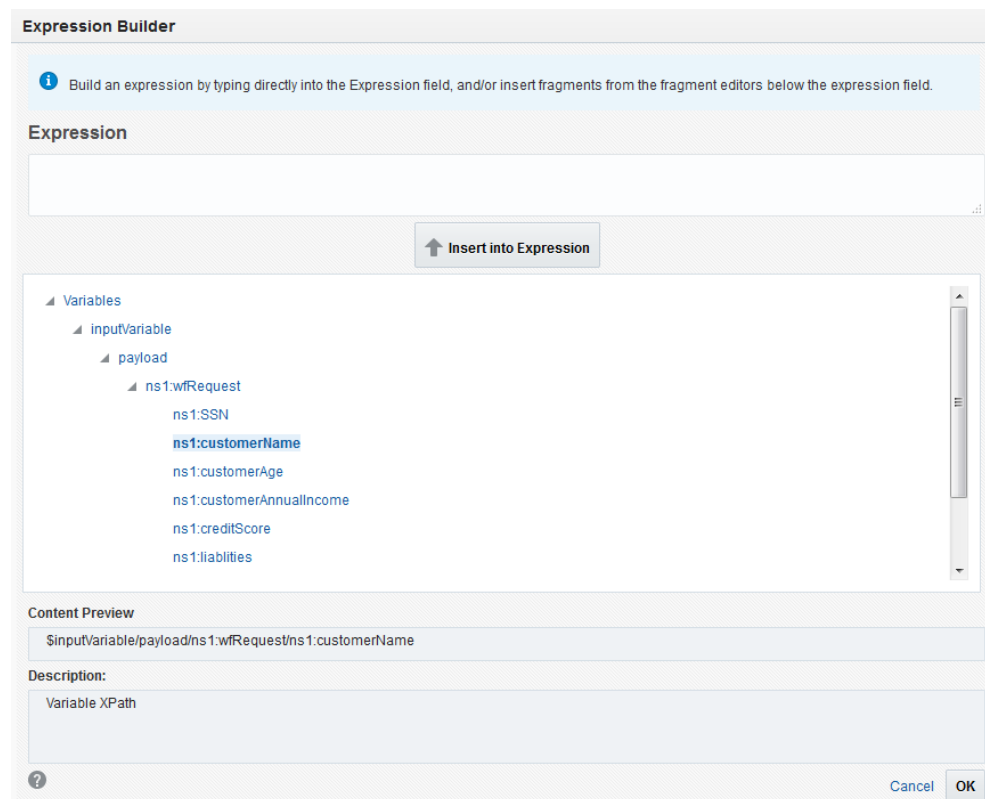 Expression Builder
Build an expression by typing directly into the Expression field, and/or insert fragments from the fragment editors below the expression field.
Expression
Insert into Expression
Variables
inputVariable
payload
ns1:wfRequest
ns1:SSN
ns1:customerName
ns1:customerAge
ns1:customerAnnualIncome
ns1:creditScore
ns1:liablities
Content Preview
$inputVariable/payload/ns1:wfRequest/ns1:customerName
Description:
Variable XPath
Cancel OK